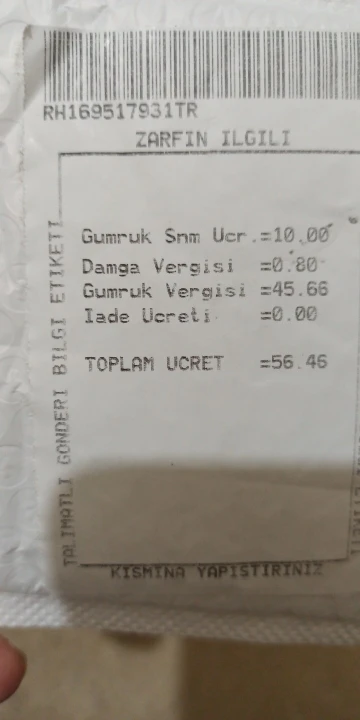 RH169517931TR
ZARFIN ILGILI
Gumruk Snm Ucr.=10.00
Damga Vergisi =0.80
Gumruk Vergisi =45.66
Iade Ucreti =0.00
TOPLAM UCRET =56.46
TALIMATLI GONDERI BILGI ETIKETI
KISMINA YAPISTIRINIZ